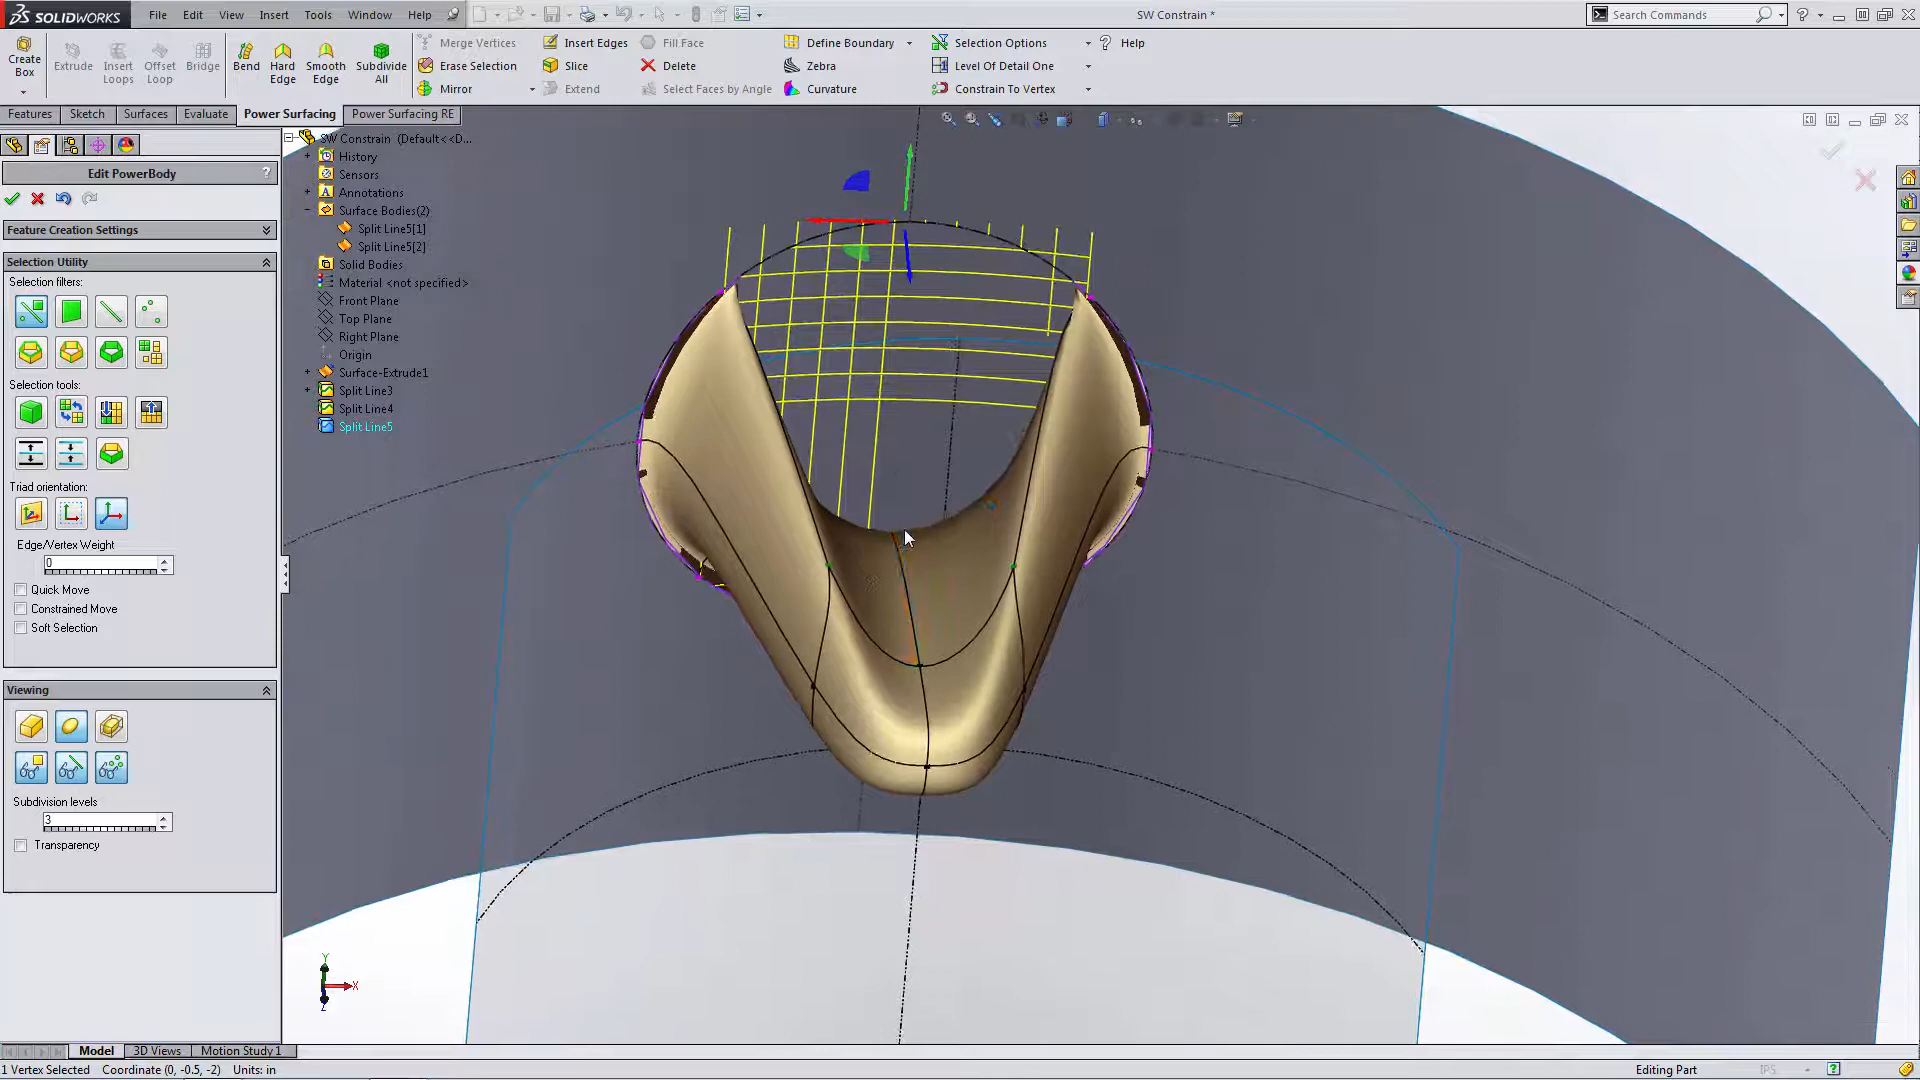 SOLIDWORKS
File Edit View Insert Tools Window Help
SW Constrain *
Search Commands
Create Box
Extrude
Insert Loops
Offset Loop
Bridge
Bend
Hard Edge
Smooth Edge
Subdivide All
Merge Vertices
Erase Selection
Mirror
Insert Edges
Slice
Extend
Fill Face
Delete
Select Faces by Angle
Define Boundary
Zebra
Curvature
Selection Options
Level Of Detail One
Constrain To Vertex
Help
Features Sketch Surfaces Evaluate Power Surfacing Power Surfacing RE
Edit PowerBody
?
Feature Creation Settings
Selection Utility
Selection filters:
Selection tools:
Triad orientation:
Edge/Vertex Weight
0
Quick Move
Constrained Move
Soft Selection
Viewing
Subdivision levels
3
Transparency
SW Constrain (Default<<D...
History
Sensors
Annotations
Surface Bodies(2)
Split Line5[1]
Split Line5[2]
Solid Bodies
Material <not specified>
Front Plane
Top Plane
Right Plane
Origin
Surface-Extrude1
Split Line3
Split Line4
Split Line5
Y
X
Z
Model 3D Views Motion Study 1
1 Vertex Selected Coordinate (0, -0.5, -2) Units: in
Editing Part
IPS